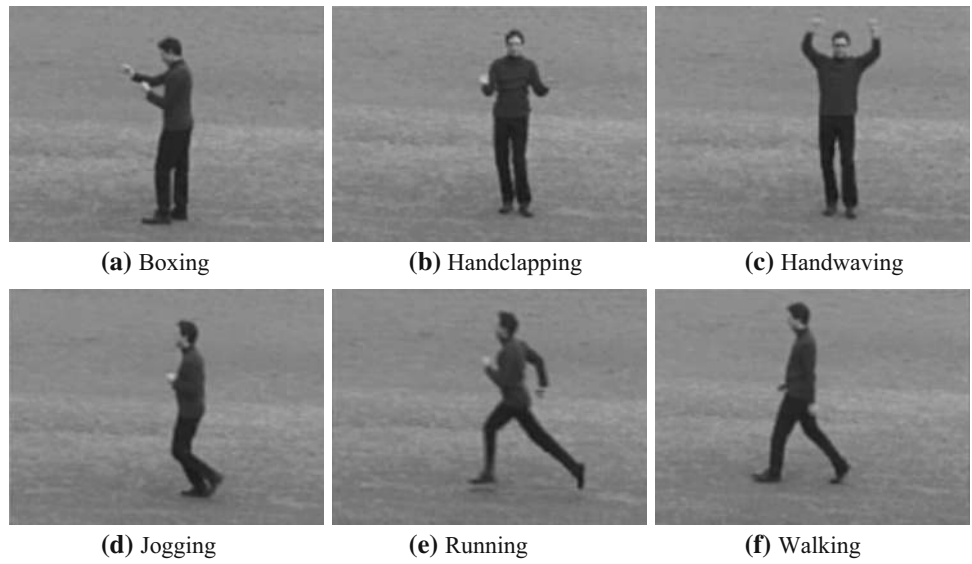 (a) Boxing
(b) Handclapping
(c) Handwaving
(d) Jogging
(e) Running
(f) Walking